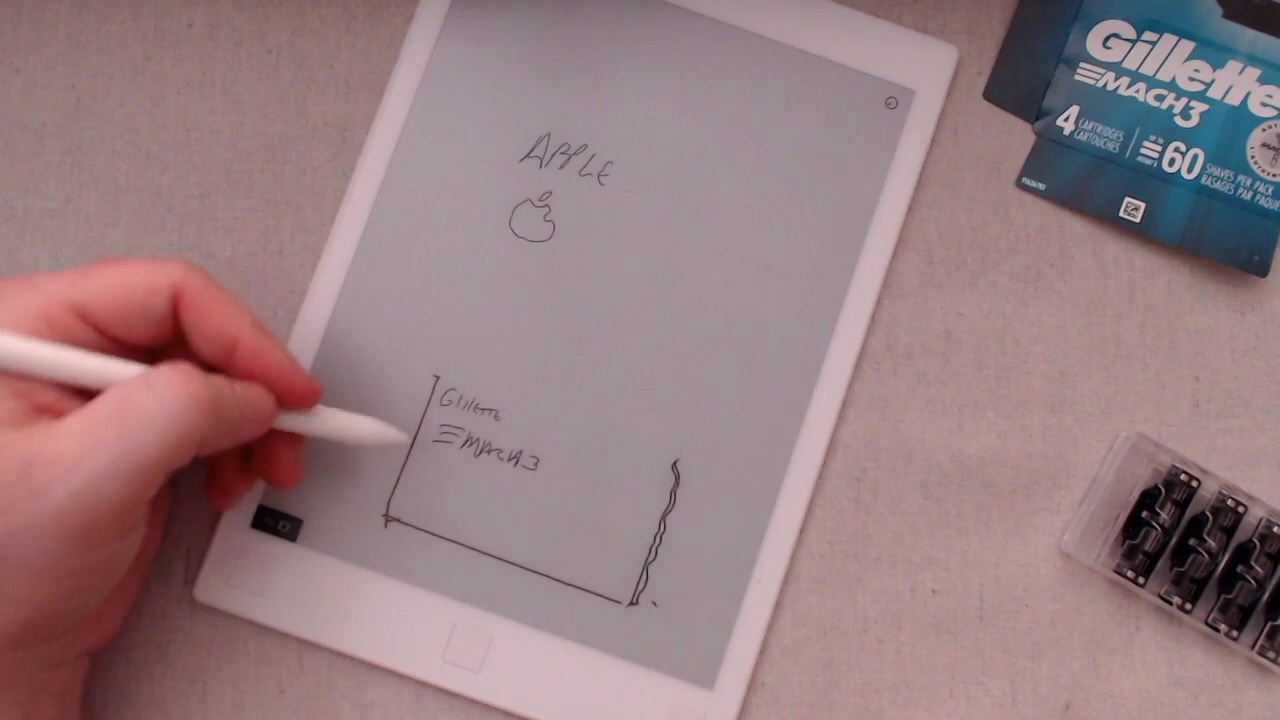 APPLE
GIllETTE
MACH3
Gillette
MACH3
4 CARTRIDGES
CARTOUCHES
60 SHAVES PER PACK
RASAGES PAR PAQUET